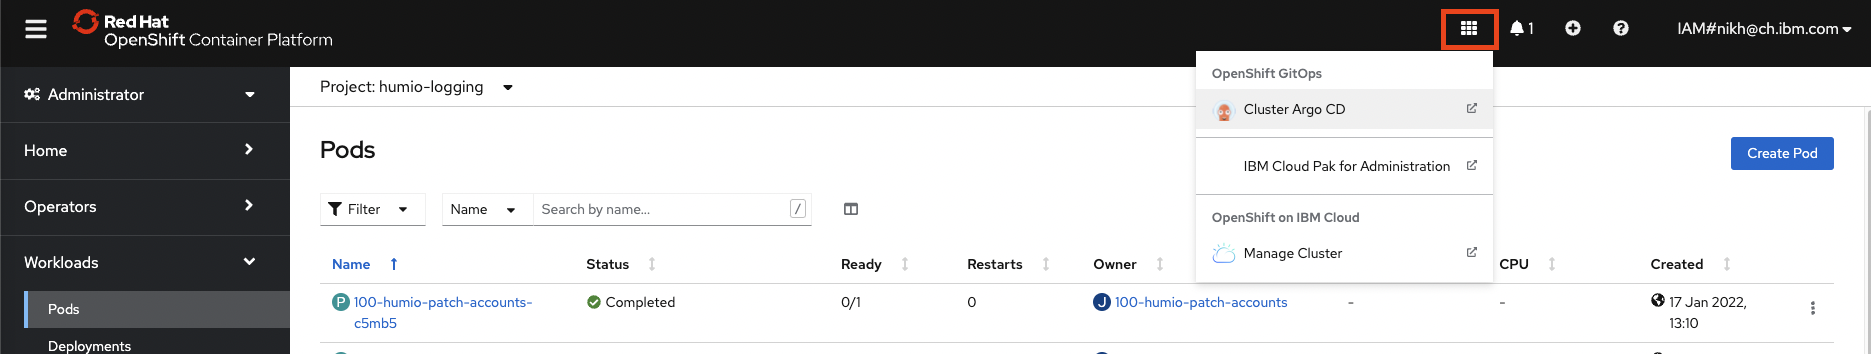 Red Hat
OpenShift Container Platform
1
IAM#nikh@ch.ibm.com
Administrator
Home
Operators
Workloads
Pods
Deployments
Project: humio-logging
OpenShift GitOps
Cluster Argo CD
IBM Cloud Pak for Administration
OpenShift on IBM Cloud
Manage Cluster
Pods
Create Pod
Filter
Name
Search by name...
/
Name Status Ready Restarts Owner CPU Created
P 100-humio-patch-accounts-
c5mb5
Completed
0/1
0
J 100-humio-patch-accounts
-
-
17 Jan 2022,
13:10